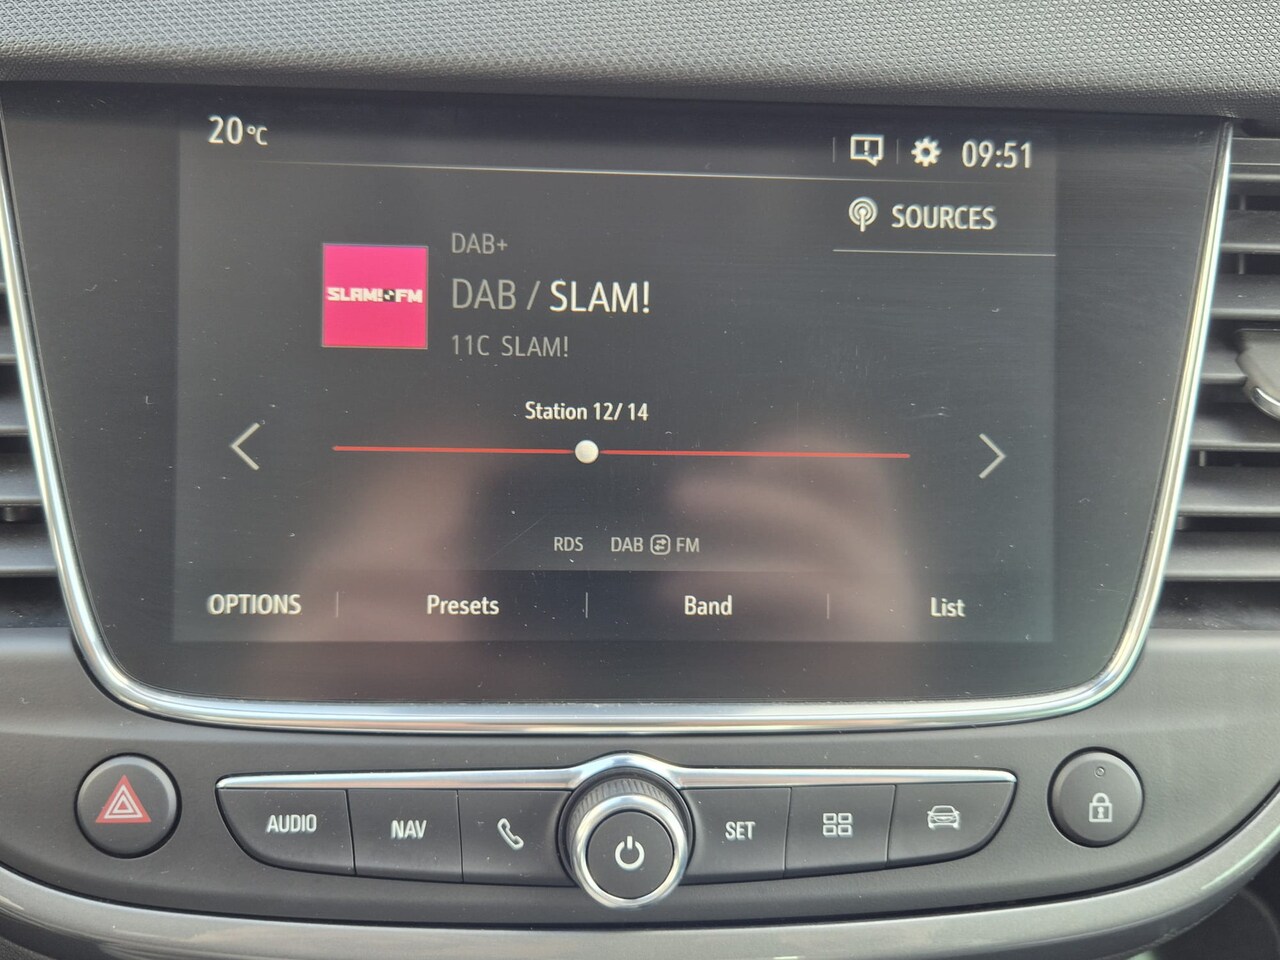 20°C
09:51
SOURCES
DAB+
SLAM! FM
DAB / SLAM!
11C SLAM!
Station 12/14
RDS DAB FM
OPTIONS Presets Band List
AUDIO NAV SET